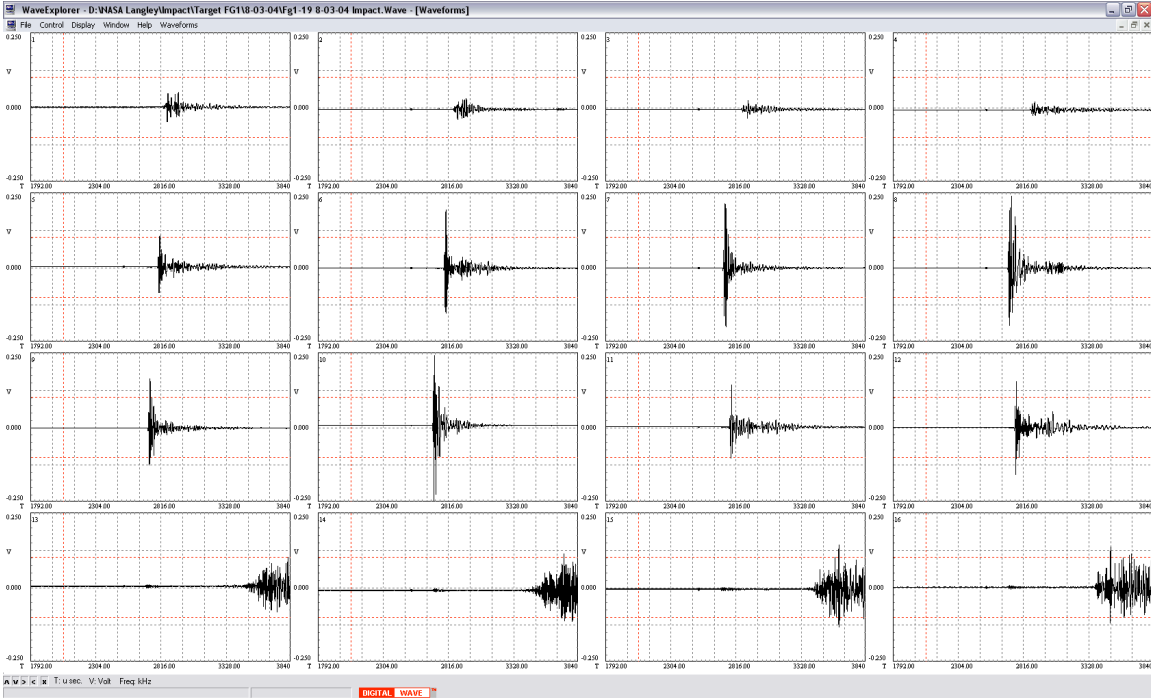 WaveExplorer - D:\NASA Langley\Impact\Target FG1\8-03-04\Fg1-19 8-03-04 Impact.Wave - [Waveforms]
File Control Display Window Help Waveforms
0.250 1 0.250 2 0.250 3 0.250 4
V V V V
0.000 0.000 0.000 0.000
-0.250 -0.250 -0.250 -0.250
T 1792.00 2304.00 2816.00 3328.00 3840 T 1792.00 2304.00 2816.00 3328.00 3840 T 1792.00 2304.00 2816.00 3328.00 3840 T 1792.00 2304.00 2816.00 3328.00 3840
0.250 5 0.250 6 0.250 7 0.250 8
V V V V
0.000 0.000 0.000 0.000
-0.250 -0.250 -0.250 -0.250
T 1792.00 2304.00 2816.00 3328.00 3840 T 1792.00 2304.00 2816.00 3328.00 3840 T 1792.00 2304.00 2816.00 3328.00 3840 T 1792.00 2304.00 2816.00 3328.00 3840
0.250 9 0.250 10 0.250 11 0.250 12
V V V V
0.000 0.000 0.000 0.000
-0.250 -0.250 -0.250 -0.250
T 1792.00 2304.00 2816.00 3328.00 3840 T 1792.00 2304.00 2816.00 3328.00 3840 T 1792.00 2304.00 2816.00 3328.00 3840 T 1792.00 2304.00 2816.00 3328.00 3840
0.250 13 0.250 14 0.250 15 0.250 16
V V V V
0.000 0.000 0.000 0.000
-0.250 -0.250 -0.250 -0.250
T 1792.00 2304.00 2816.00 3328.00 3840 T 1792.00 2304.00 2816.00 3328.00 3840 T 1792.00 2304.00 2816.00 3328.00 3840 T 1792.00 2304.00 2816.00 3328.00 3840
T: u sec. V: Volt Freq: kHz
DIGITAL WAVE ™